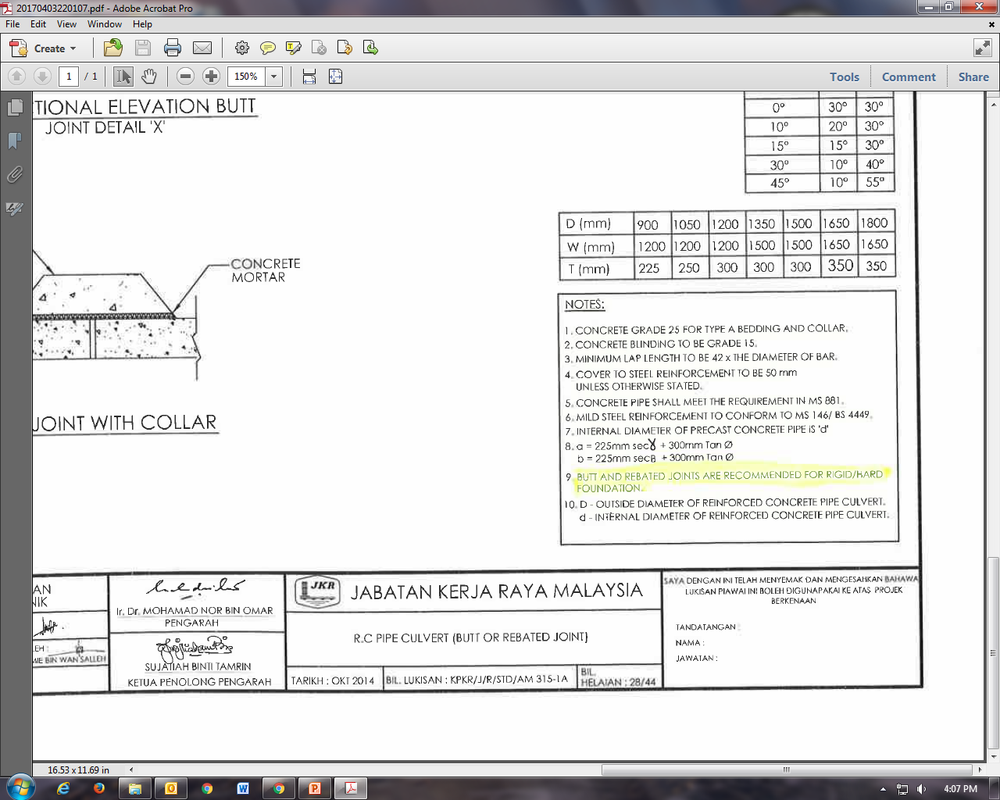 20170403220107.pdf - Adobe Acrobat Pro
File Edit View Window Help
Create
1 / 1 150% Tools Comment Share
TIONAL ELEVATION BUTT
JOINT DETAIL 'X'
0° 30° 30°
10° 20° 30°
15° 15° 30°
30° 10° 40°
45° 10° 55°
D (mm) 900 1050 1200 1350 1500 1650 1800
W (mm) 1200 1200 1200 1500 1500 1650 1650
T (mm) 225 250 300 300 300 350 350
CONCRETE
MORTAR
JOINT WITH COLLAR
NOTES:
1. CONCRETE GRADE 25 FOR TYPE A BEDDING AND COLLAR.
2. CONCRETE BLINDING TO BE GRADE 15.
3. MINIMUM LAP LENGTH TO BE 42 x THE DIAMETER OF BAR.
4. COVER TO STEEL REINFORCEMENT TO BE 50 mm
UNLESS OTHERWISE STATED.
5. CONCRETE PIPE SHALL MEET THE REQUIREMENT IN MS 881.
6. MILD STEEL REINFORCEMENT TO CONFORM TO MS 146/ BS 4449.
7. INTERNAL DIAMETER OF PRECAST CONCRETE PIPE IS 'd'
8. a = 225mm secɣ + 300mm Tan Ø
b = 225mm secB + 300mm Tan Ø
9. BUTT AND REBATED JOINTS ARE RECOMMENDED FOR RIGID/HARD
FOUNDATION.
10. D - OUTSIDE DIAMETER OF REINFORCED CONCRETE PIPE CULVERT.
d - INTERNAL DIAMETER OF REINFORCED CONCRETE PIPE CULVERT.
AN
NIK
LEH :
MIE BIN WAN SALLEH
Ir. Dr. MOHAMAD NOR BIN OMAR
PENGARAH
SUJATIAH BINTI TAMRIN
KETUA PENOLONG PENGARAH
JKR JABATAN KERJA RAYA MALAYSIA
R.C PIPE CULVERT (BUTT OR REBATED JOINT)
TARIKH : OKT 2014 BIL. LUKISAN : KPKR/J/R/STD/AM 315-1A BIL.
HELAIAN : 28/44
SAYA DENGAN INI TELAH MENYEMAK DAN MENGESAHKAN BAHAWA
LUKISAN PIAWAI INI BOLEH DIGUNAPAKAI KE ATAS PROJEK
BERKENAAN
TANDATANGAN :
NAMA :
JAWATAN :
16.53 x 11.69 in
4:07 PM